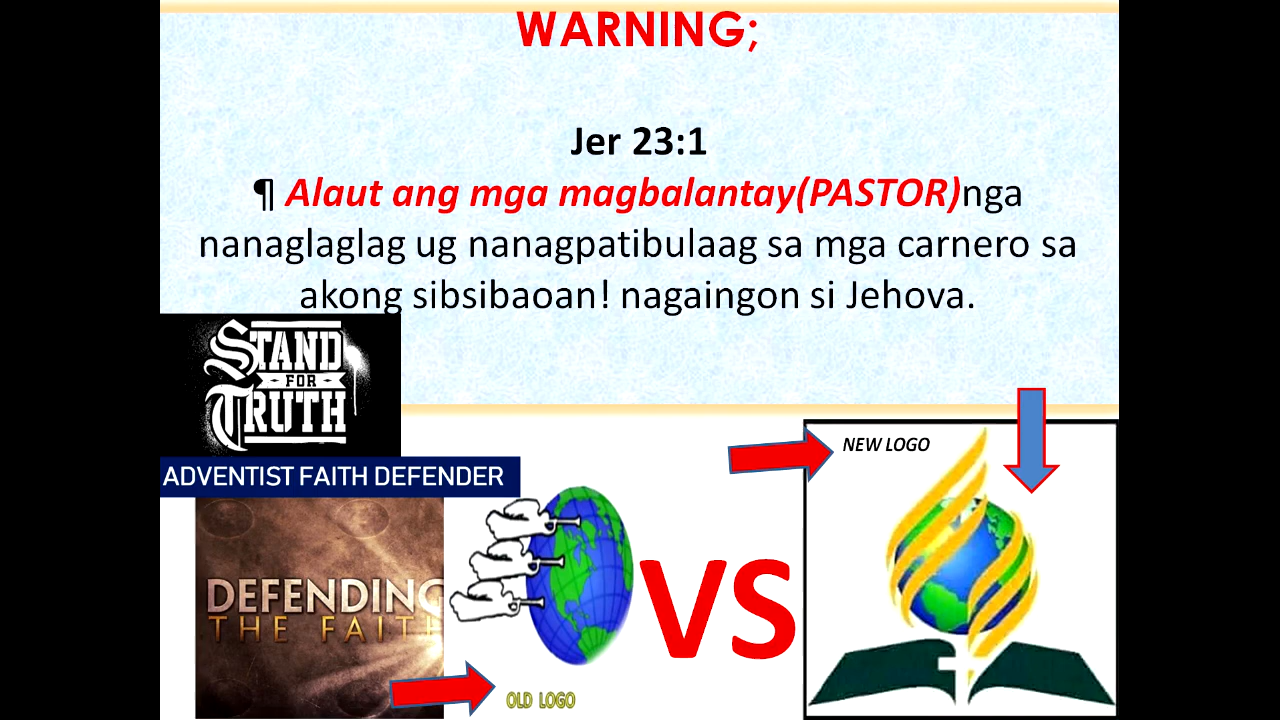 WARNING;
Jer 23:1
¶ Alaut ang mga magbalantay(PASTOR)nga
nanaglaglag ug nanagpatibulaag sa mga carnero sa
akong sibsibaoan! nagaingon si Jehova.
STAND
FOR
TRUTH
ADVENTIST FAITH DEFENDER
DEFENDING
THE FAITH
OLD LOGO
VS
NEW LOGO